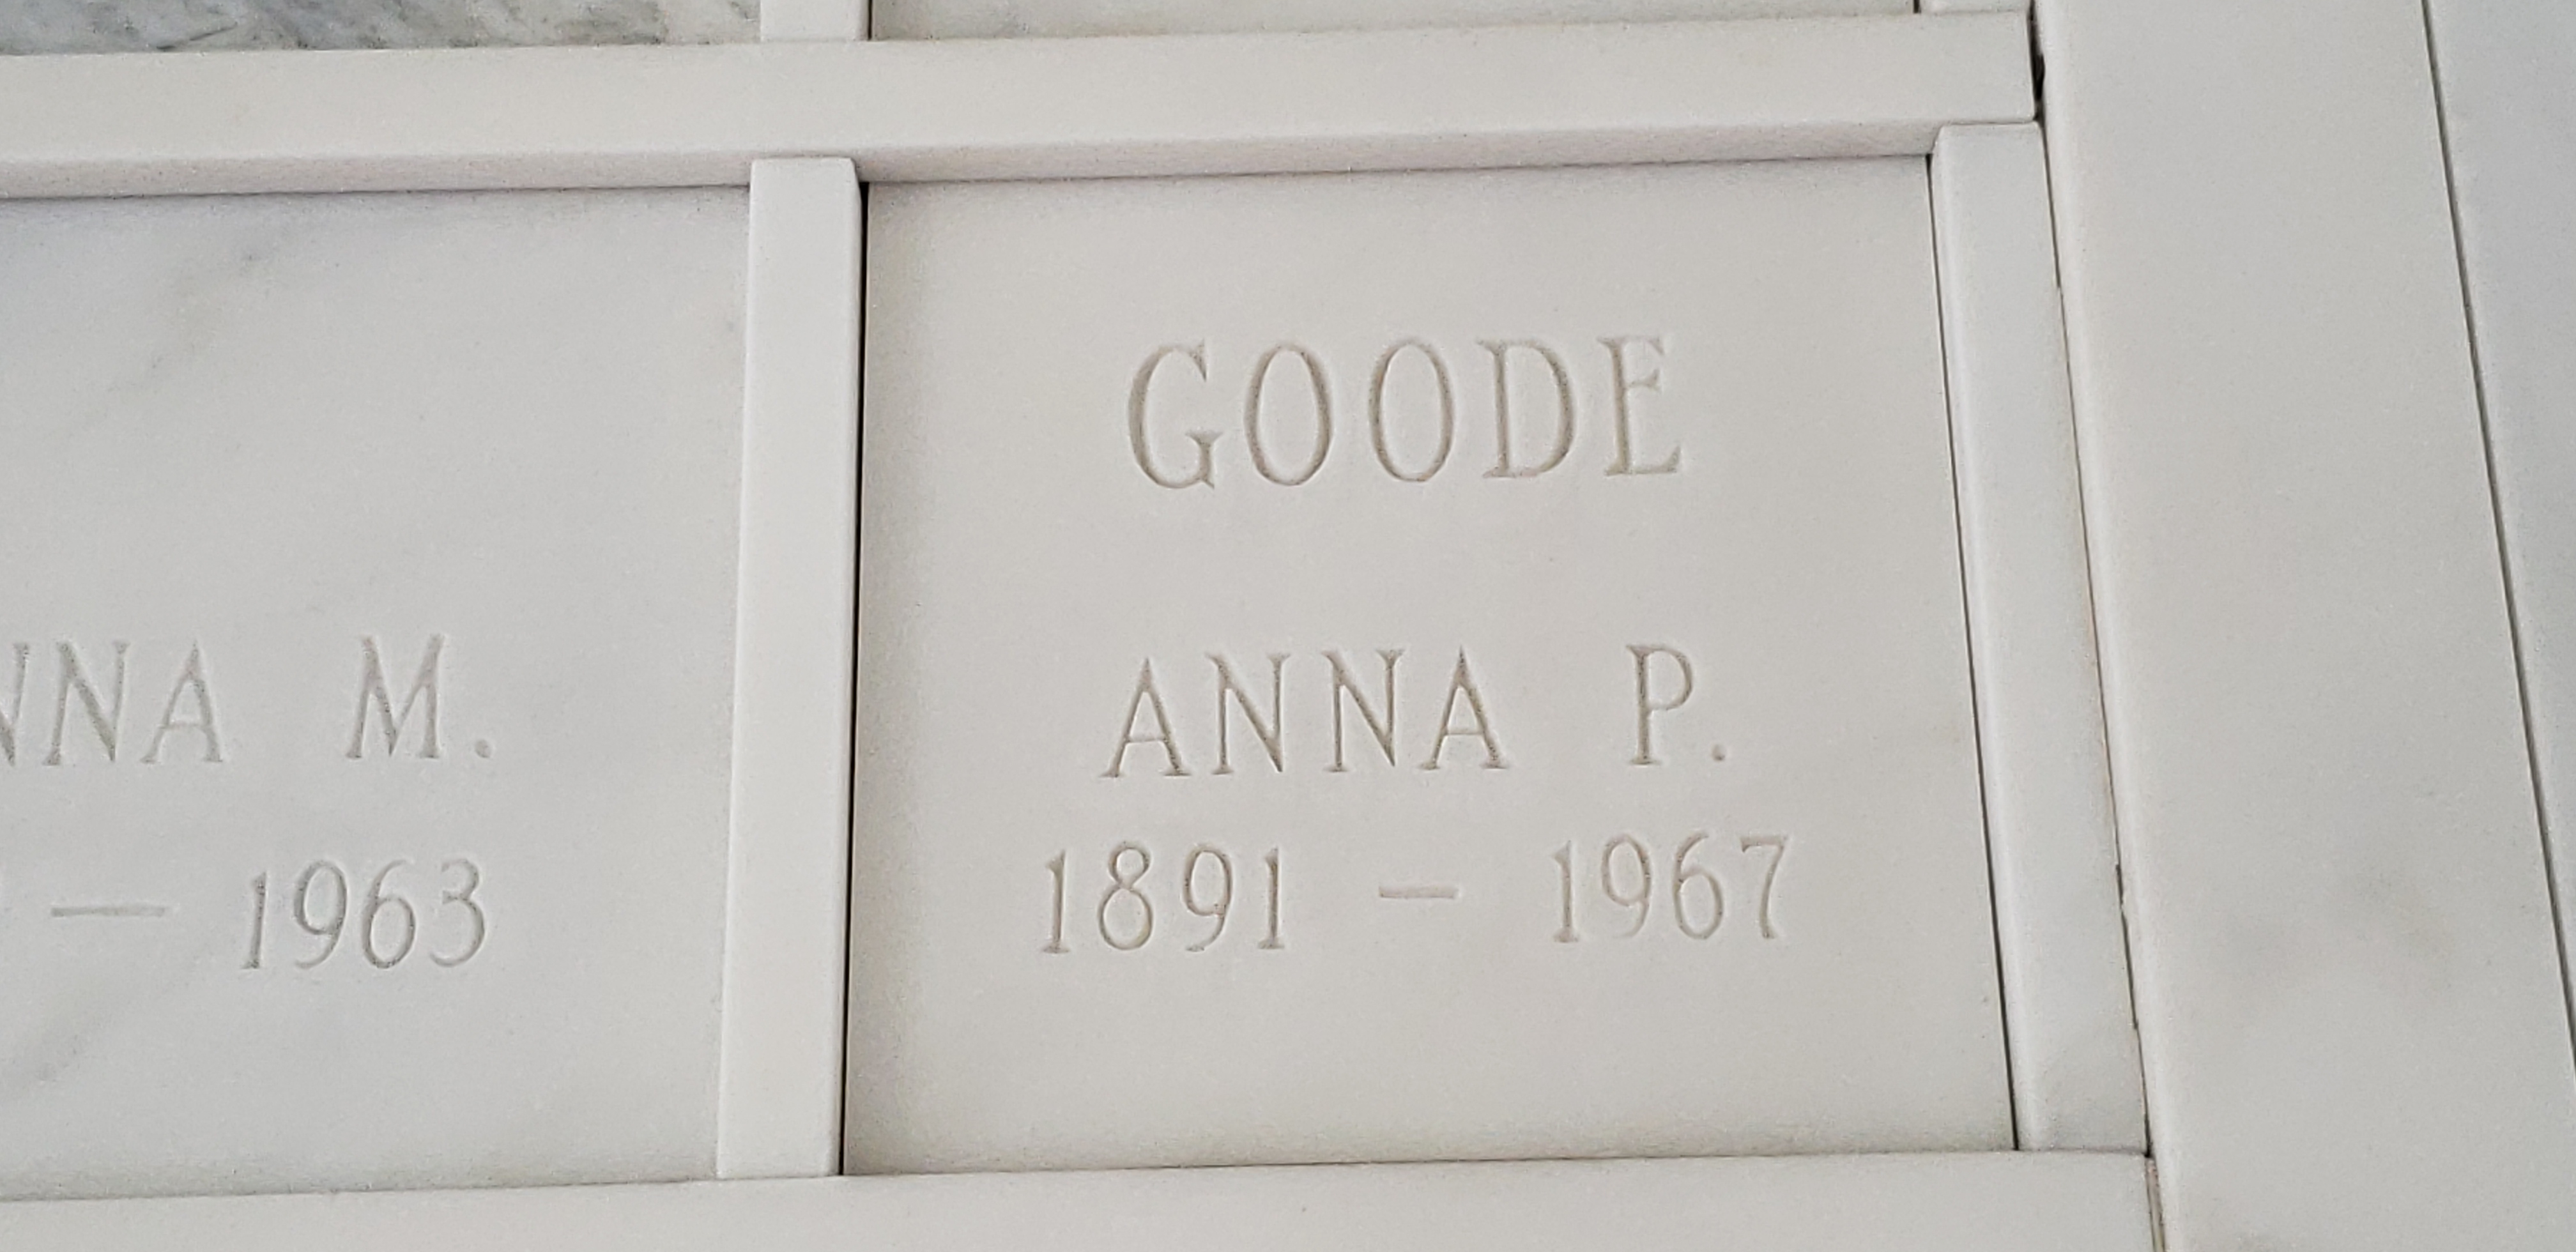 GOODE
ANNA P.
1891 — 1967
NNA M.
— 1963